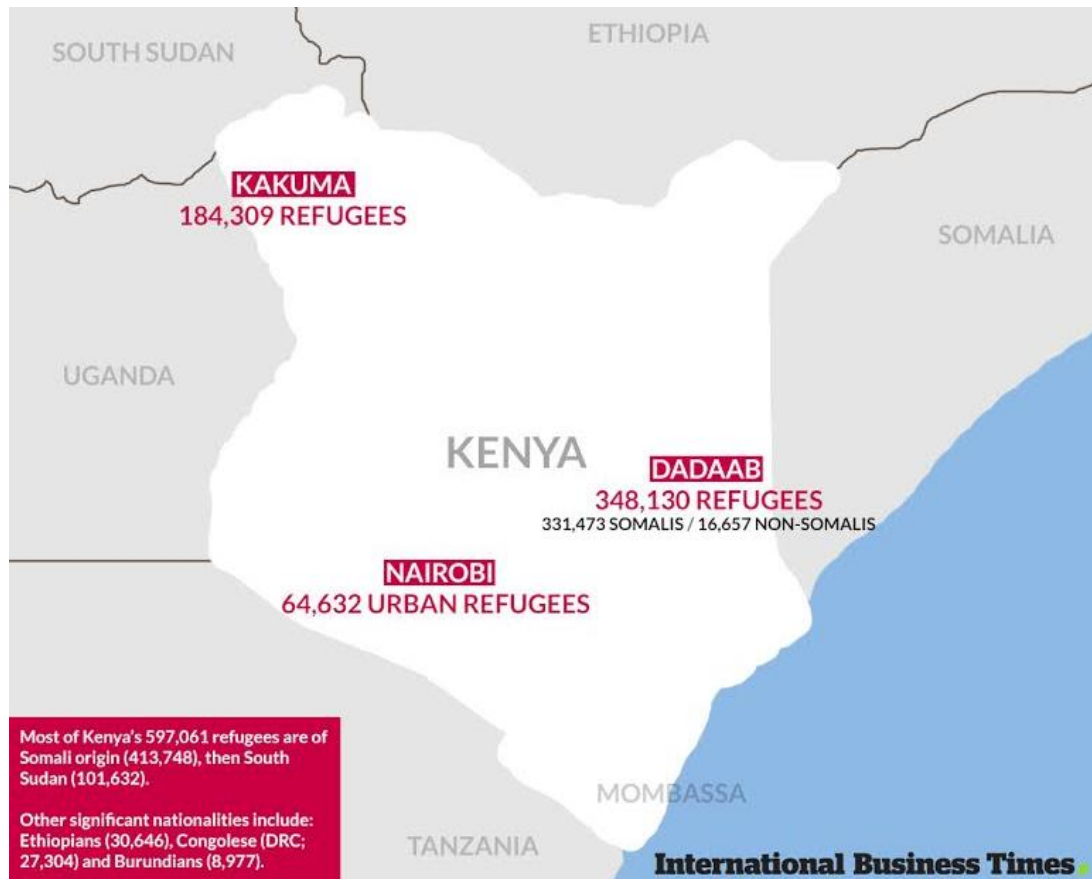 SOUTH SUDAN
ETHIOPIA
KAKUMA
184,309 REFUGEES
SOMALIA
UGANDA
KENYA
DADAAB
348,130 REFUGEES
331,473 SOMALIS / 16,657 NON-SOMALIS
NAIROBI
64,632 URBAN REFUGEES
Most of Kenya's 597,061 refugees are of
Somali origin (413,748), then South
Sudan (101,632).
Other significant nationalities include:
Ethiopians (30,646), Congolese (DRC;
27,304) and Burundians (8,977).
MOMBASSA
TANZANIA
International Business Times